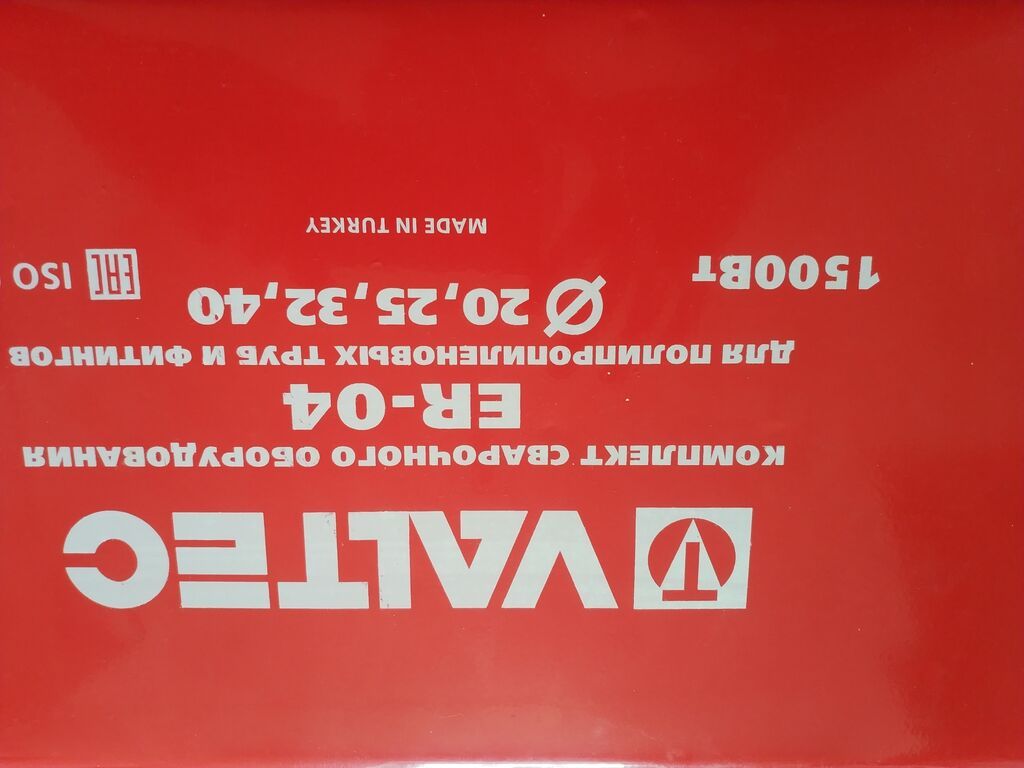 VALTEC
КОМПЛЕКТ СВАРОЧНОГО ОБОРУДОВАНИЯ
ER-04
ДЛЯ ПОЛИПРОПИЛЕНОВЫХ ТРУБ И ФИТИНГОВ
1500Вт Ø 20,25,32,40 EAC ISO
MADE IN TURKEY